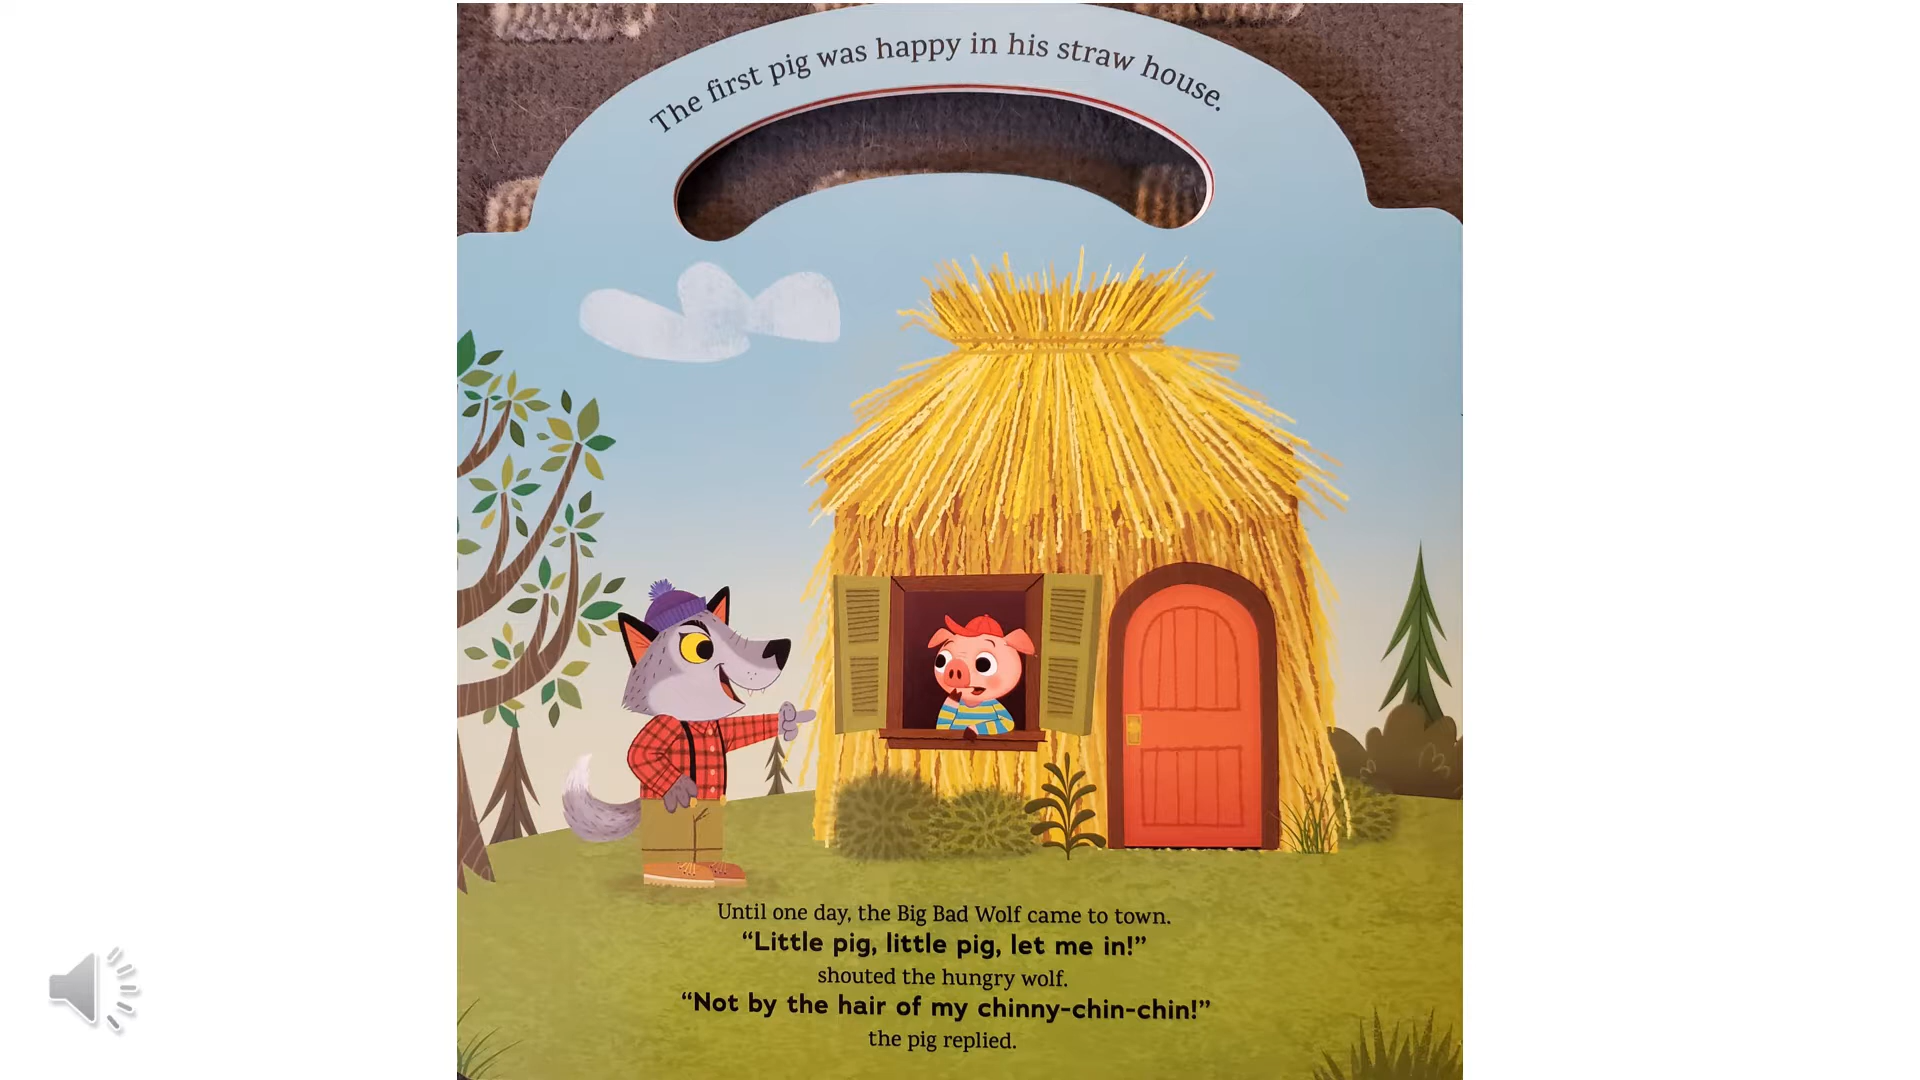 The first pig was happy in his straw house.
Until one day, the Big Bad Wolf came to town.
“Little pig, little pig, let me in!”
shouted the hungry wolf.
“Not by the hair of my chinny-chin-chin!”
the pig replied.